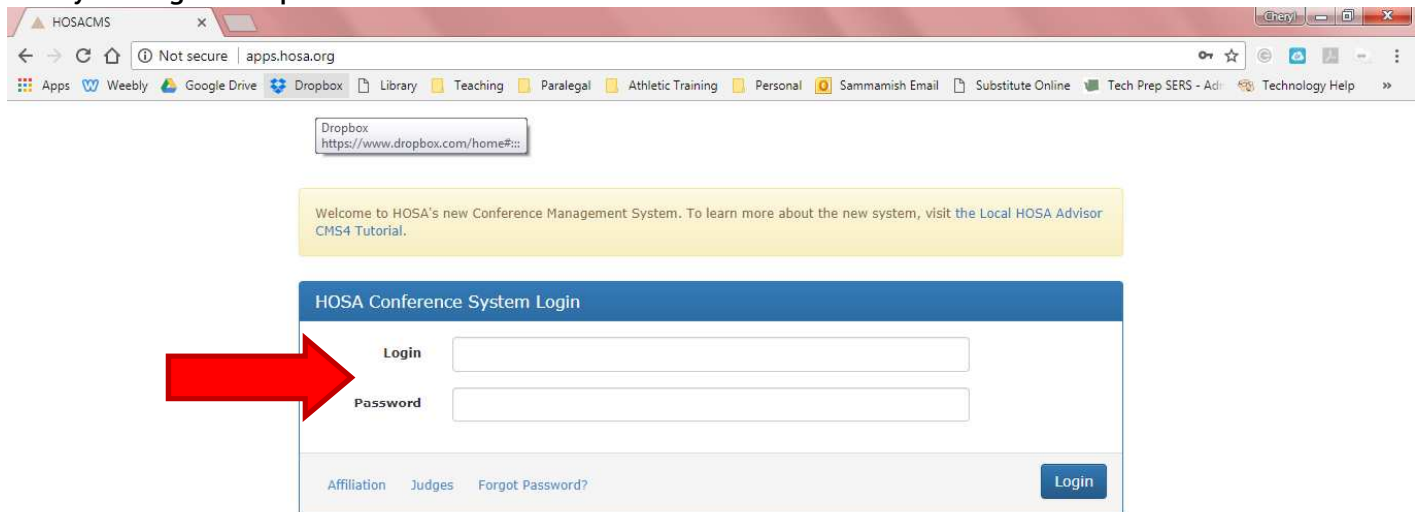 HOSACMS
Cheryl
Not secure | apps.hosa.org
Apps Weebly Google Drive Dropbox Library Teaching Paralegal Athletic Training Personal Sammamish Email Substitute Online Tech Prep SERS - Adm Technology Help »
Dropbox
https://www.dropbox.com/home#:::
Welcome to HOSA's new Conference Management System. To learn more about the new system, visit the Local HOSA Advisor
CMS4 Tutorial.
HOSA Conference System Login
Login
Password
Affiliation Judges Forgot Password? Login